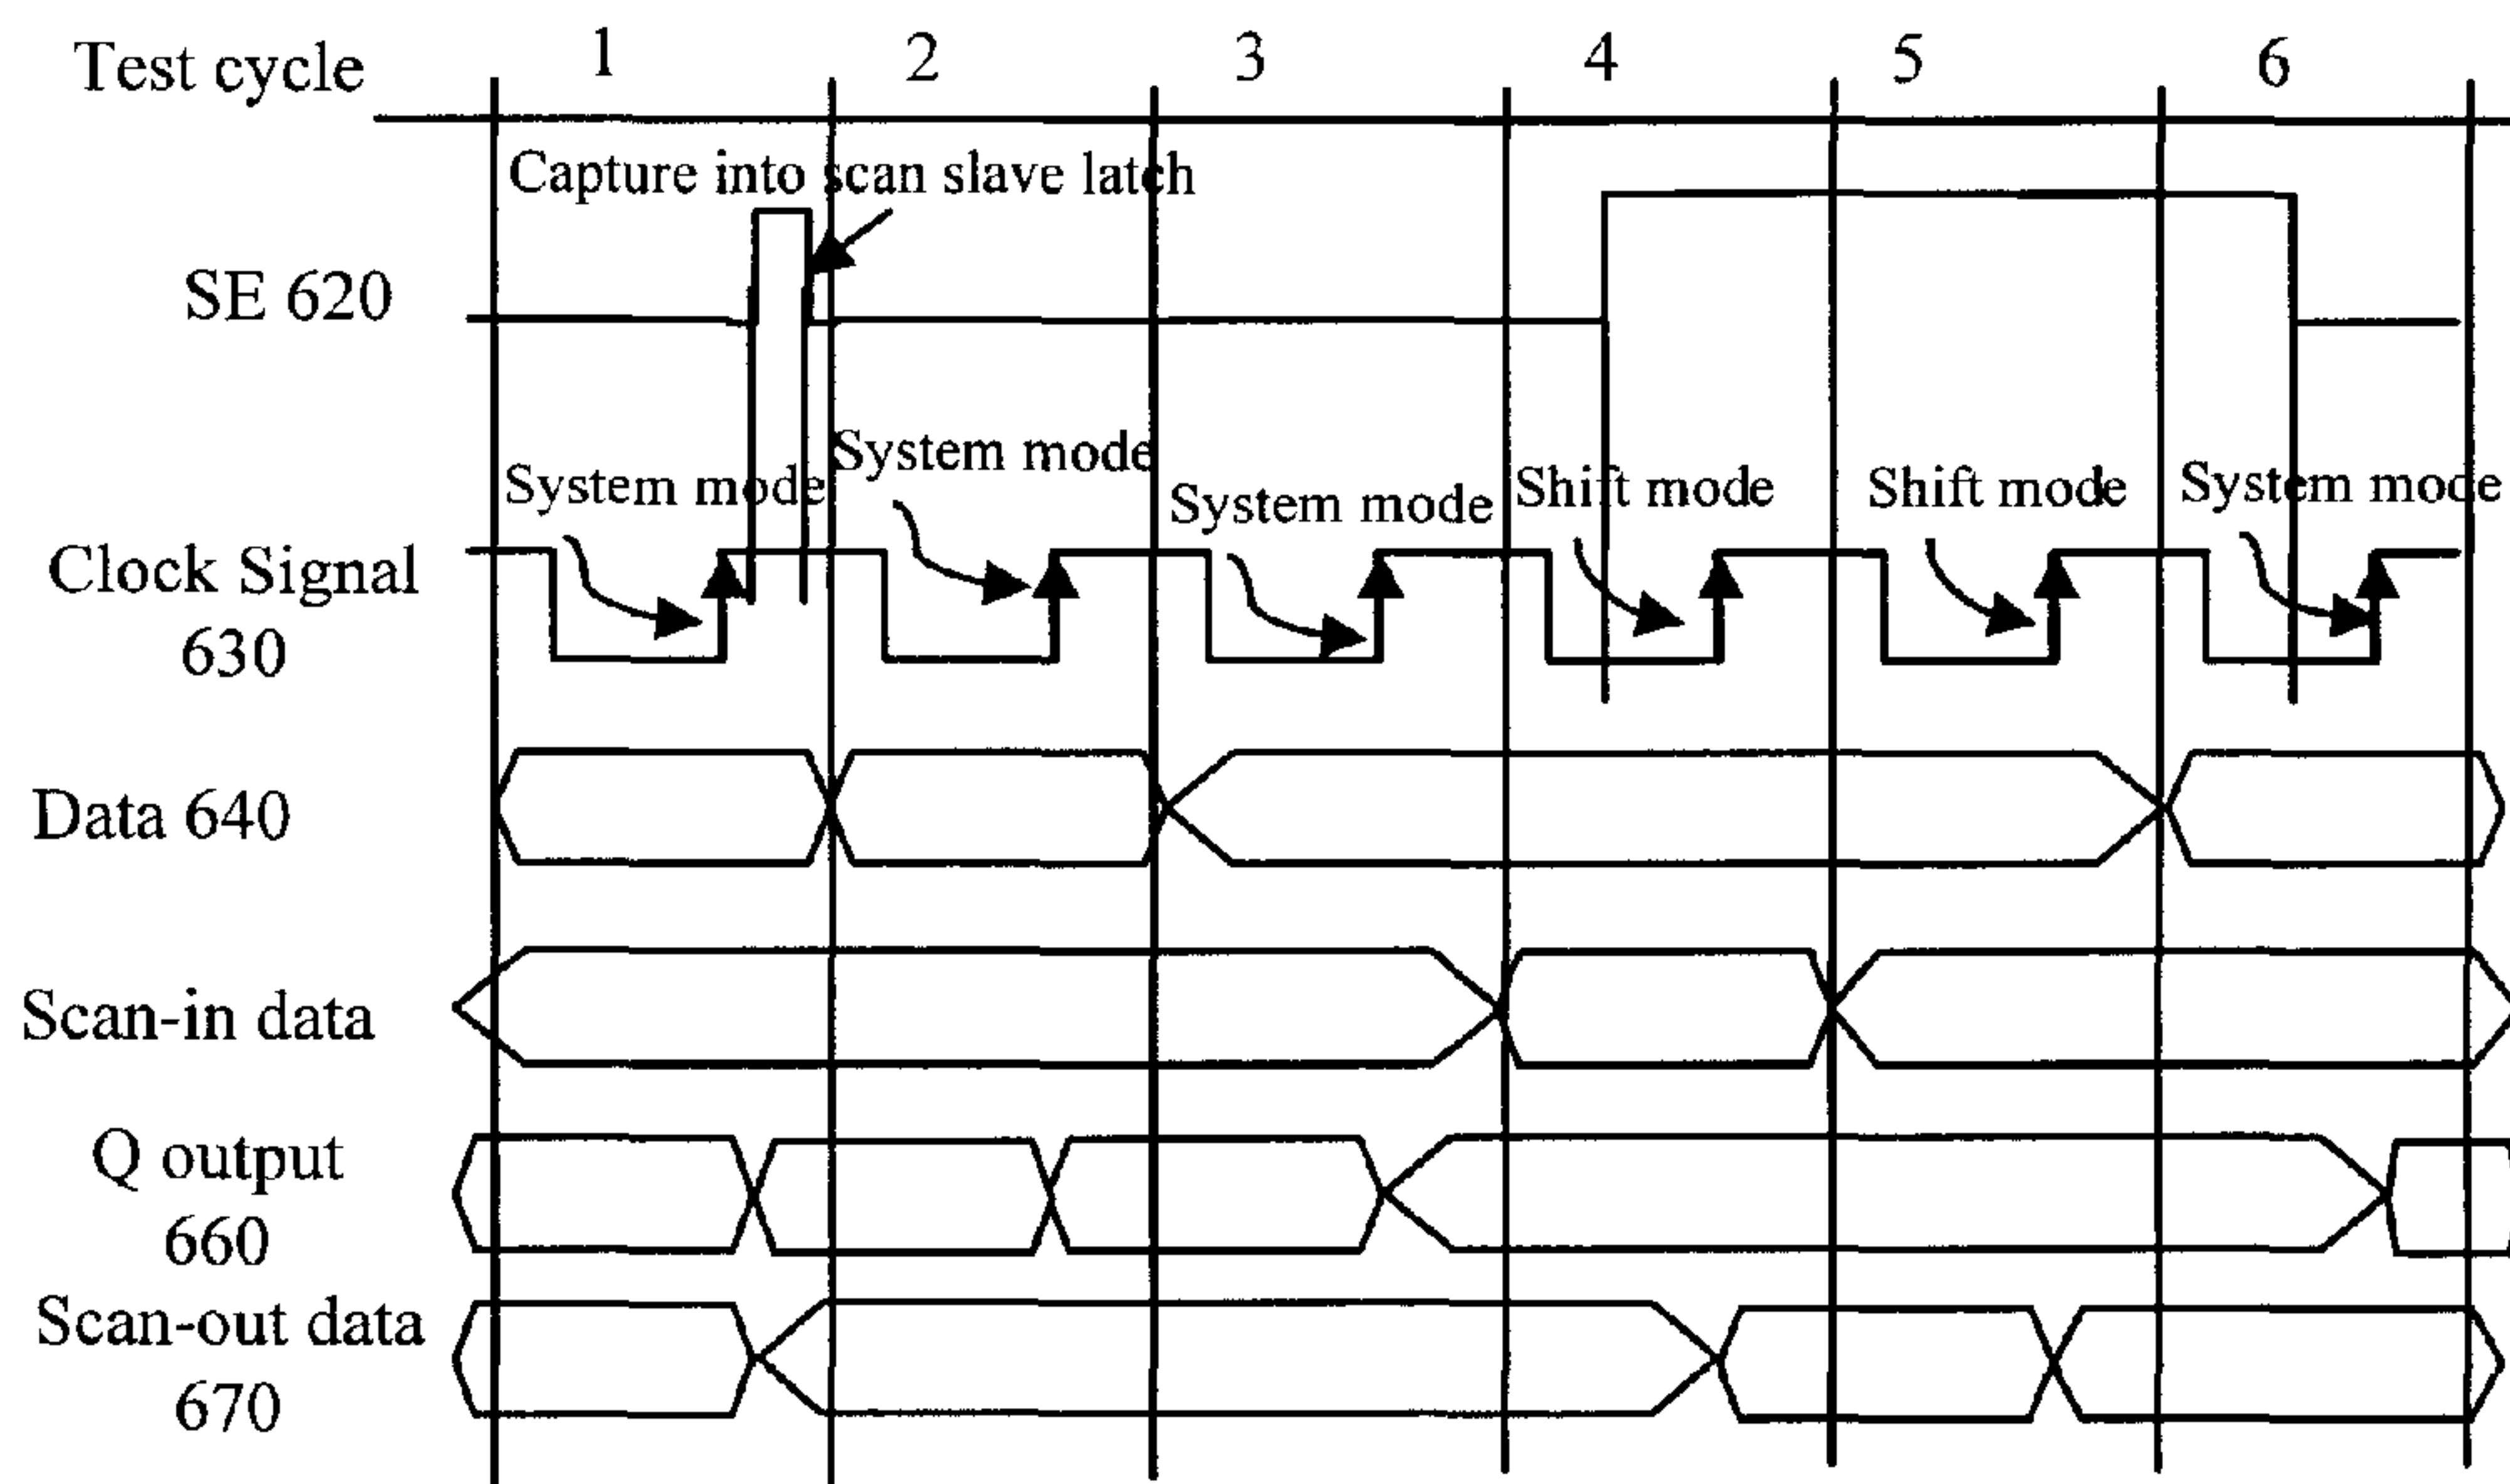 Test cycle 1 2 3 4 5 6
Capture into scan slave latch
SE 620
System mode System mode System mode Shift mode Shift mode System mode
Clock Signal
630
Data 640
Scan-in data
Q output
660
Scan-out data
670